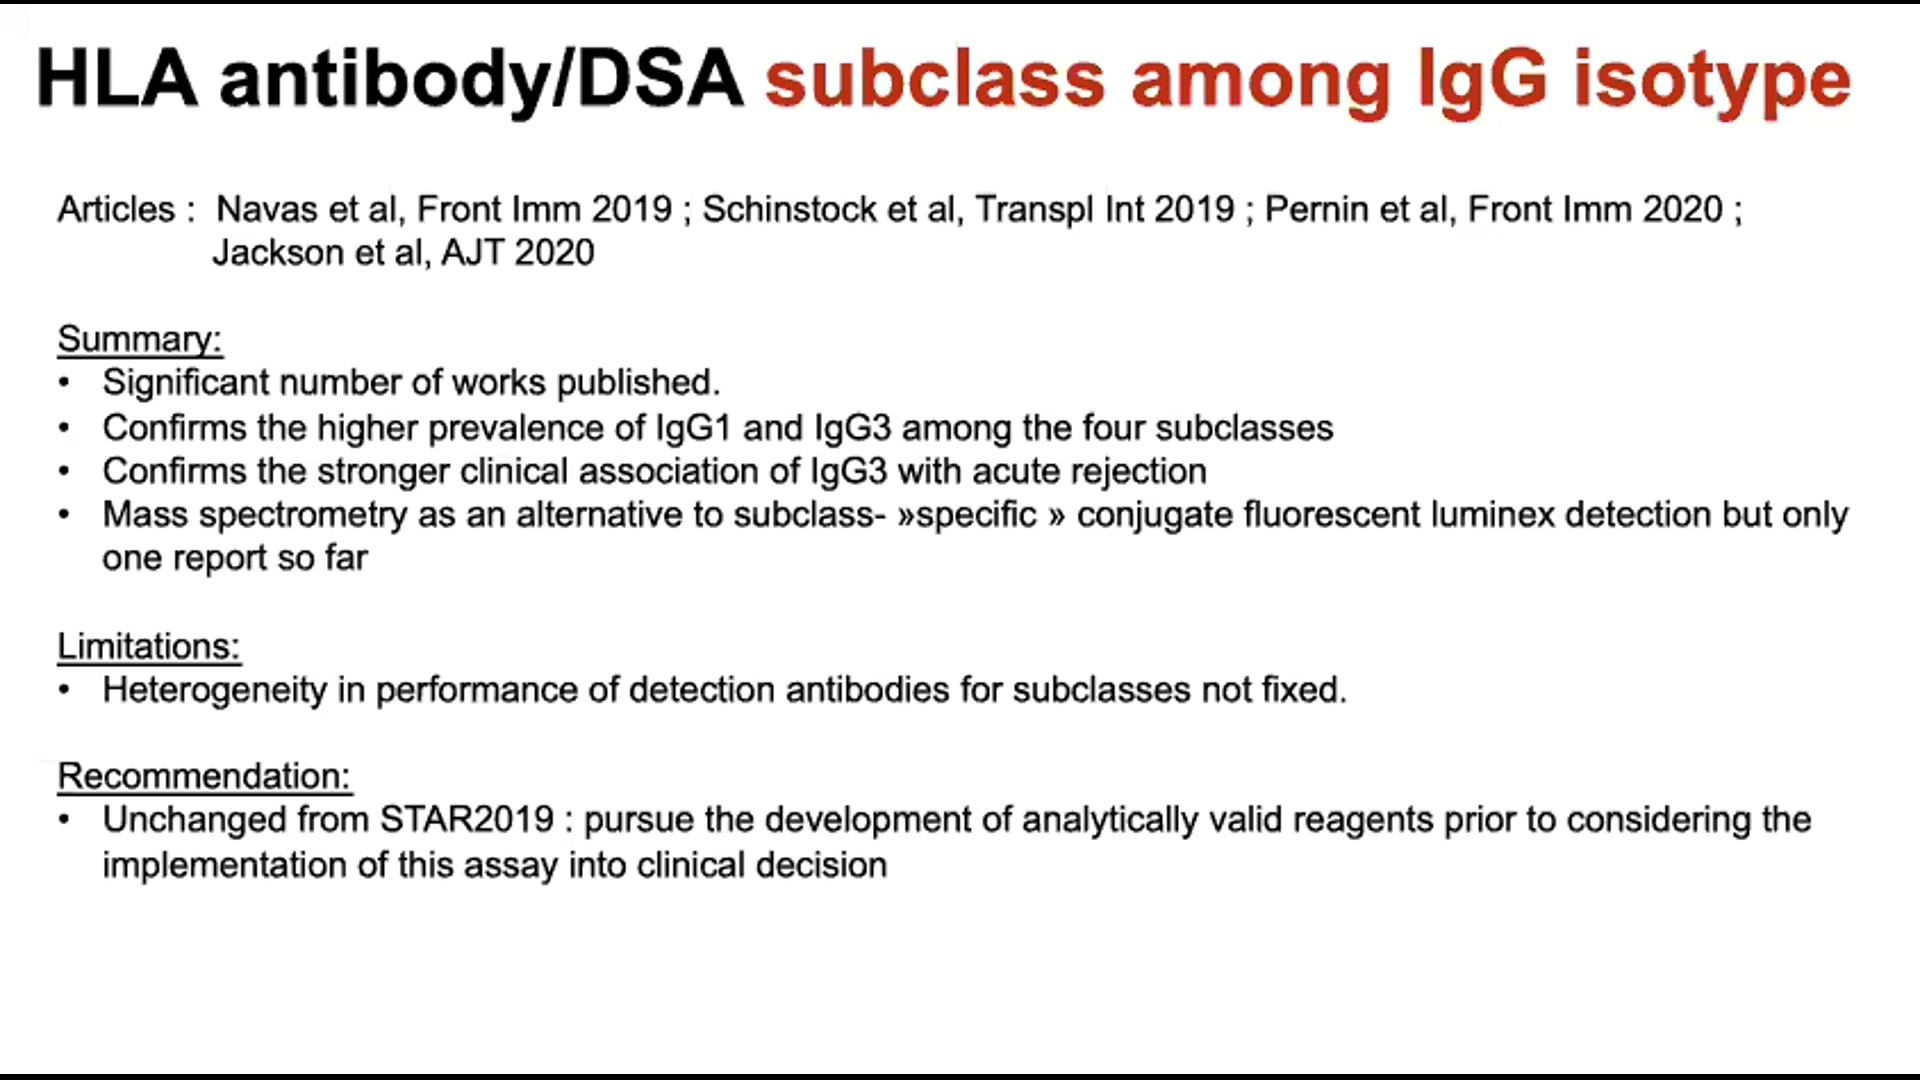 HLA antibody/DSA subclass among IgG isotype
Articles : Navas et al, Front Imm 2019 ; Schinstock et al, Transpl Int 2019 ; Pernin et al, Front Imm 2020 ;
Jackson et al, AJT 2020
Summary:
• Significant number of works published.
• Confirms the higher prevalence of IgG1 and IgG3 among the four subclasses
• Confirms the stronger clinical association of IgG3 with acute rejection
• Mass spectrometry as an alternative to subclass- »specific » conjugate fluorescent luminex detection but only
one report so far
Limitations:
• Heterogeneity in performance of detection antibodies for subclasses not fixed.
Recommendation:
• Unchanged from STAR2019 : pursue the development of analytically valid reagents prior to considering the
implementation of this assay into clinical decision